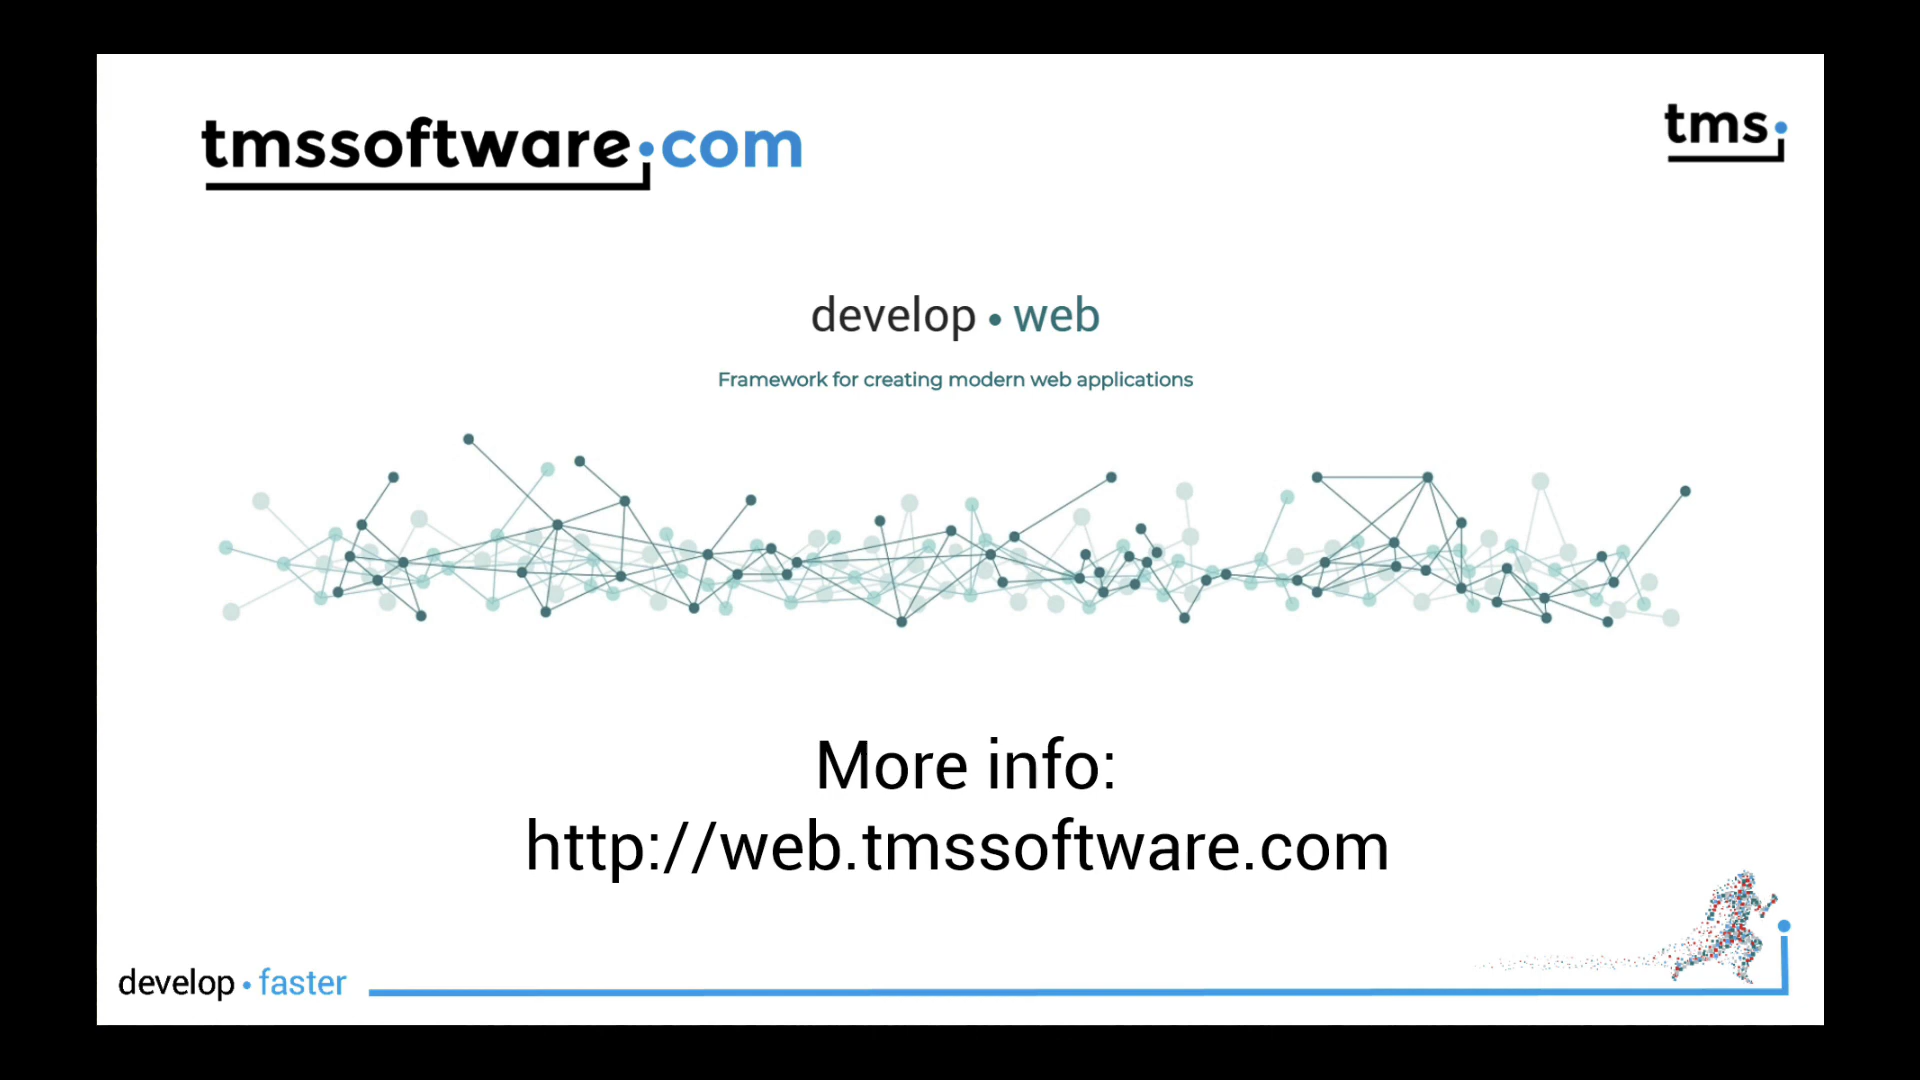 tmssoftware.com
tms
develop • web
Framework for creating modern web applications
More info:
http://web.tmssoftware.com
develop • faster